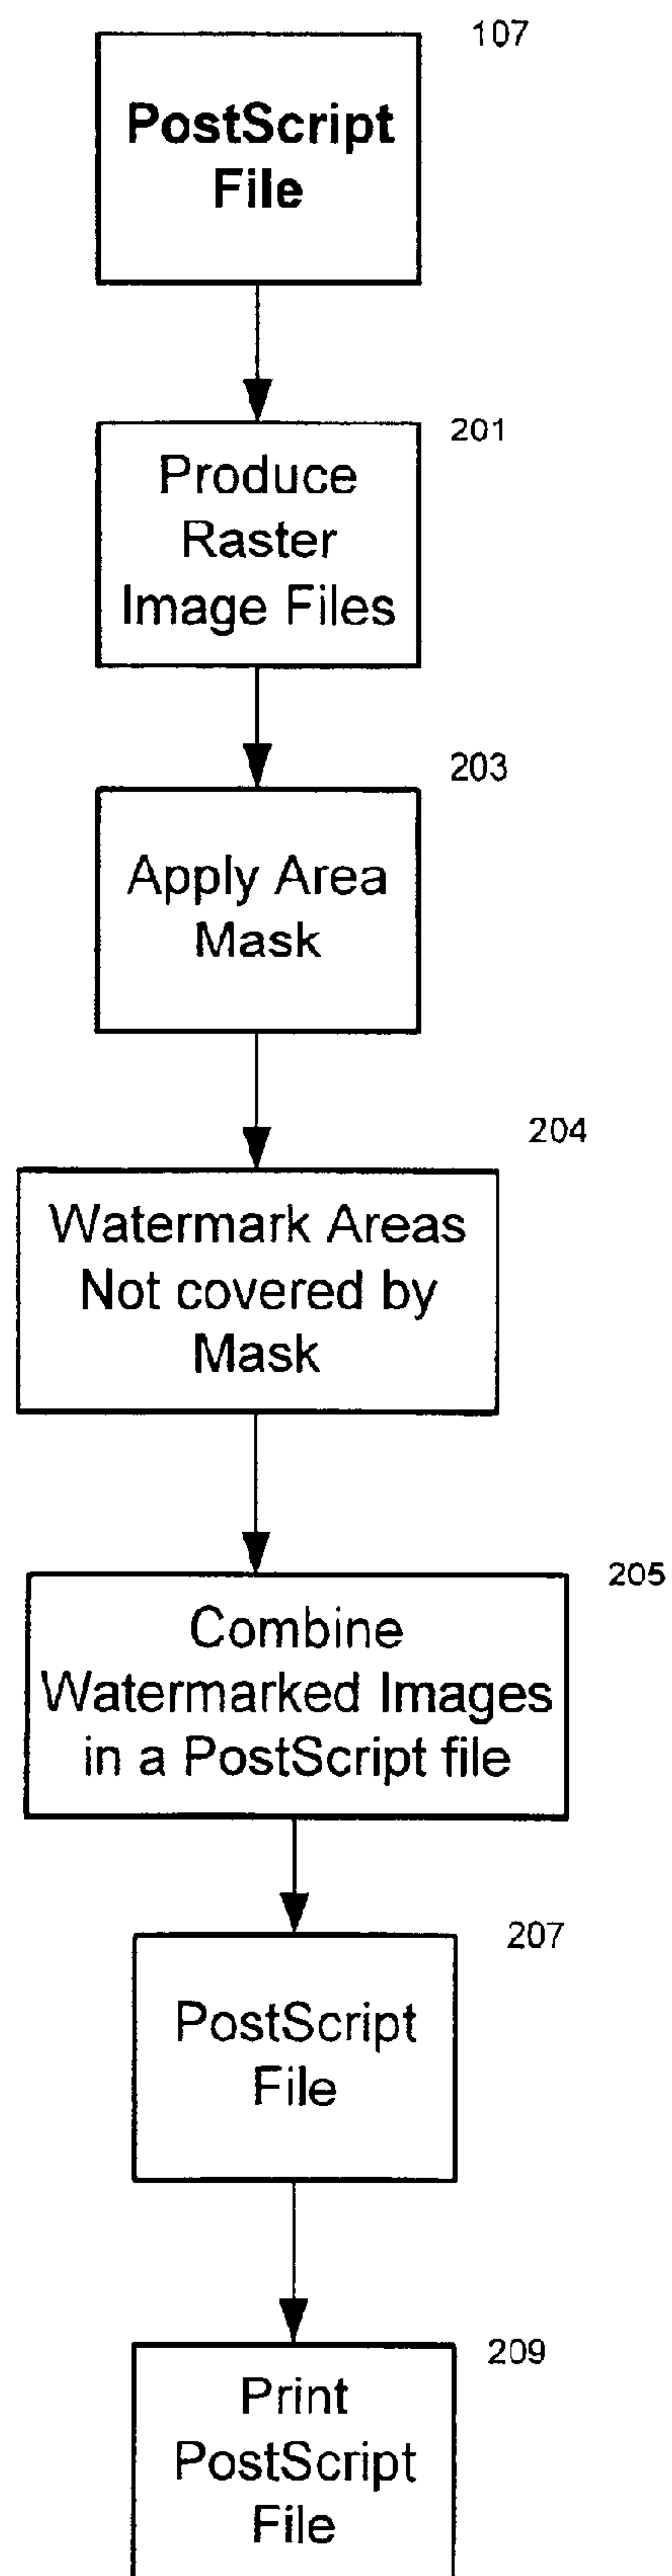 107
PostScript
File
201
Produce
Raster
Image Files
203
Apply Area
Mask
204
Watermark Areas
Not covered by
Mask
205
Combine
Watermarked Images
in a PostScript file
207
PostScript
File
209
Print
PostScript
File